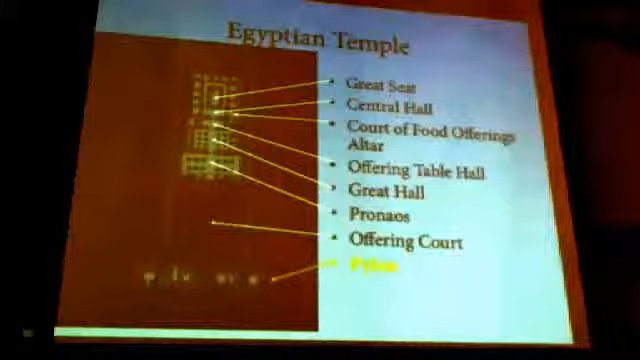 Egyptian Temple
Great Seat
Central Hall
Court of Food Offerings
Altar
Offering Table Hall
Great Hall
Pronaos
Offering Court
Pylon